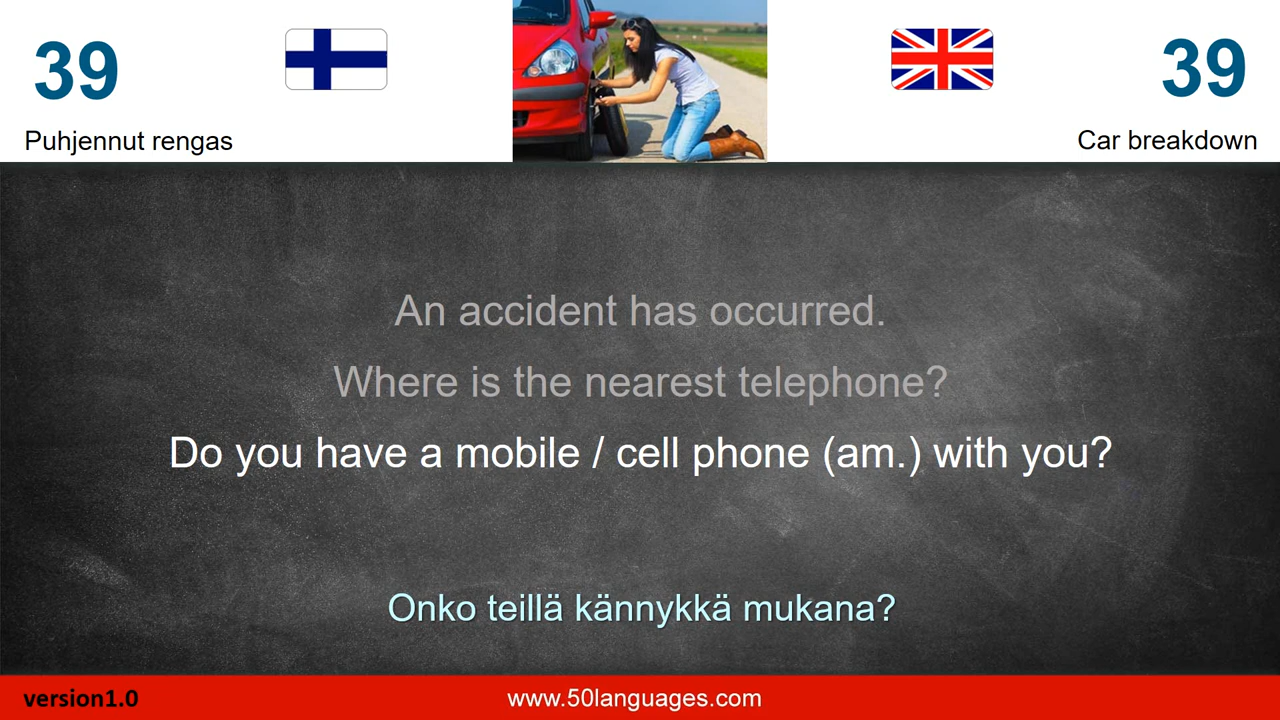 39
39
Puhjennut rengas
Car breakdown
An accident has occurred.
Where is the nearest telephone?
Do you have a mobile / cell phone (am.) with you?
Onko teillä kännykkä mukana?
version1.0
www.50languages.com